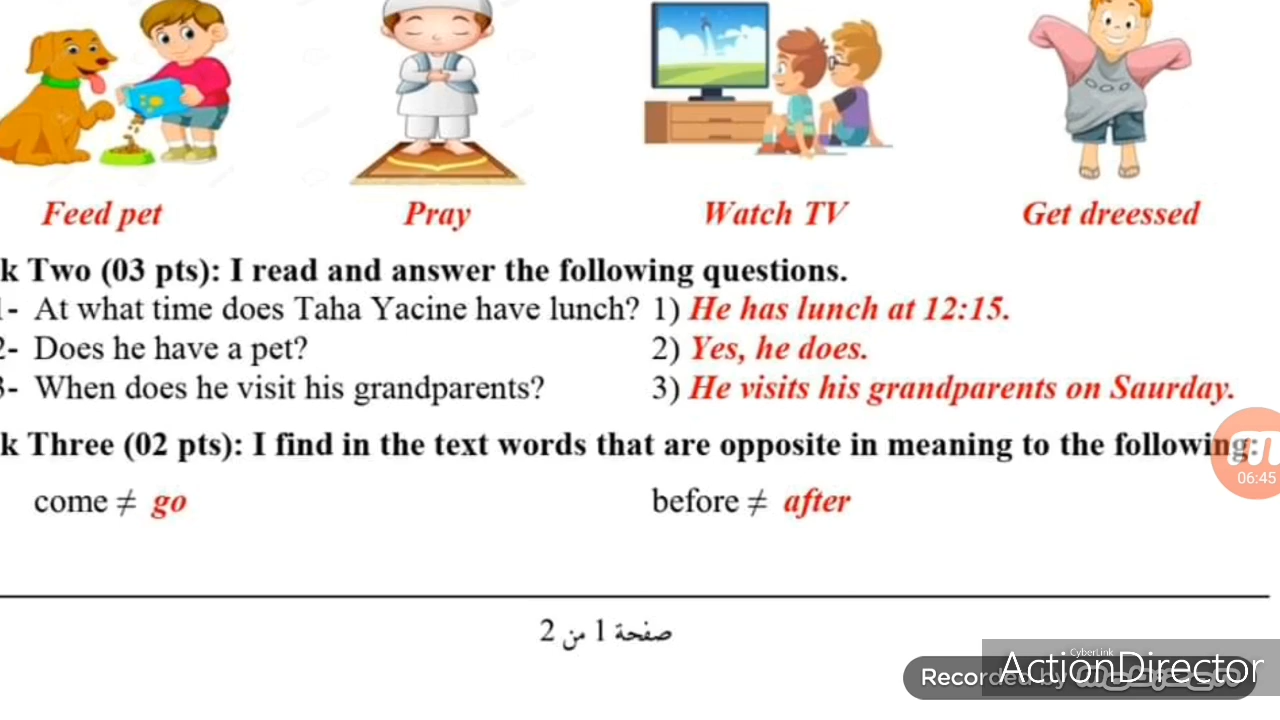 Feed pet Pray Watch TV Get dreessed
k Two (03 pts): I read and answer the following questions.
1- At what time does Taha Yacine have lunch? 1) He has lunch at 12:15.
2- Does he have a pet? 2) Yes, he does.
3- When does he visit his grandparents? 3) He visits his grandparents on Saurday.
k Three (02 pts): I find in the text words that are opposite in meaning to the following:
come ≠ go before ≠ after
06:45
صفحة 1 من 2
CyberLink
ActionDirector
Recorded by